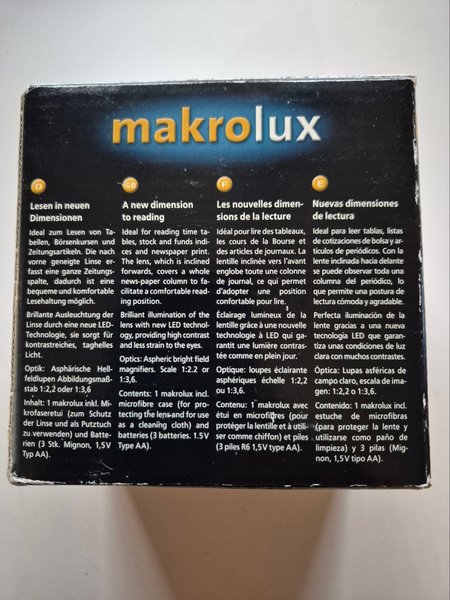 makrolux
D
Lesen in neuen
Dimensionen
Ideal zum Lesen von Ta-
bellen, Börsenkursen und
Zeitungsartikeln. Die nach
vorne geneigte Linse er-
fasst eine ganze Zeitungs-
spalte, dadurch ist eine
bequeme und komfortable
Lesehaltung möglich.
Brillante Ausleuchtung der
Linse durch eine neue LED-
Technologie, sie sorgt für
kontrastreiches, taghelles
Licht.
Optik: Asphärische Hell-
feldlupen Abbildungsmaß-
stab 1:2,2 oder 1:3,6
Inhalt: 1 makrolux inkl. Mi-
krofaseretui (zum Schutz
der Linse und als Putztuch
zu verwenden) und Batte-
rien (3 Stk. Mignon, 1,5V
Typ AA).
GB
A new dimension
to reading
Ideal for reading time ta-
bles, stock and funds indi-
ces and newspaper print.
The lens, which is inclined
forwards, covers a whole
news-paper column to fa-
cilitate a comfortable read-
ing position.
Brilliant illumination of the
lens with new LED technol-
ogy, providing high contrast
and less strain to the eyes.
Optics: Aspheric bright field
magnifiers. Scale 1:2.2 or
1:3,6.
Contents: 1 makrolux incl.
microfibre case (for pro-
tecting the lens and for use
as a cleaning cloth) and
batteries (3 batteries. 1.5V
Type AA).
F
Les nouvelles dimen-
sions de la lecture
Idéal pour lire des tableaux,
les cours de la Bourse et
des articles de journaux. La
lentille inclinée vers l'avant
englobe toute une colonne
de journal, ce qui permet
d'adopter une position
confortable pour lire.
Éclairage lumineux de la
lentille grâce à une nouvelle
technologie à LED qui ga-
rantit une lumière contras-
tée comme en plein jour.
Optique: loupes éclairage
asphériques échelle 1:2,2
ou 1:3,6.
Contenu: 1 makrolux avec
étui en microfibres (pour
protéger la lentille et à utili-
ser comme chiffon) et piles
(3 piles R6 1,5V type AA).
E
Nuevas dimensiones
de lectura
Ideal para leer tablas, listas
de cotizaciones de bolsa y ar-
tículos de periódicos. Con la
lente inclinada hacia delante
se puede observar toda una
columna del periódico, lo
que permite una postura de
lectura cómoda y agradable.
Perfecta iluminación de la
lente gracias a una nueva
tecnología LED que garan-
tiza unas condiciones de luz
clara con muchos contrastes.
Óptica: Lupas asféricas de
campo claro, escala de ima-
gen: 1:2,2 o 1:3,6.
Contenido: 1 makrolux incl.
estuche de microfibras
(para proteger la lente y
utilizarse como paño de
limpieza) y 3 pilas (Mig-
non, 1,5V tipo AA).